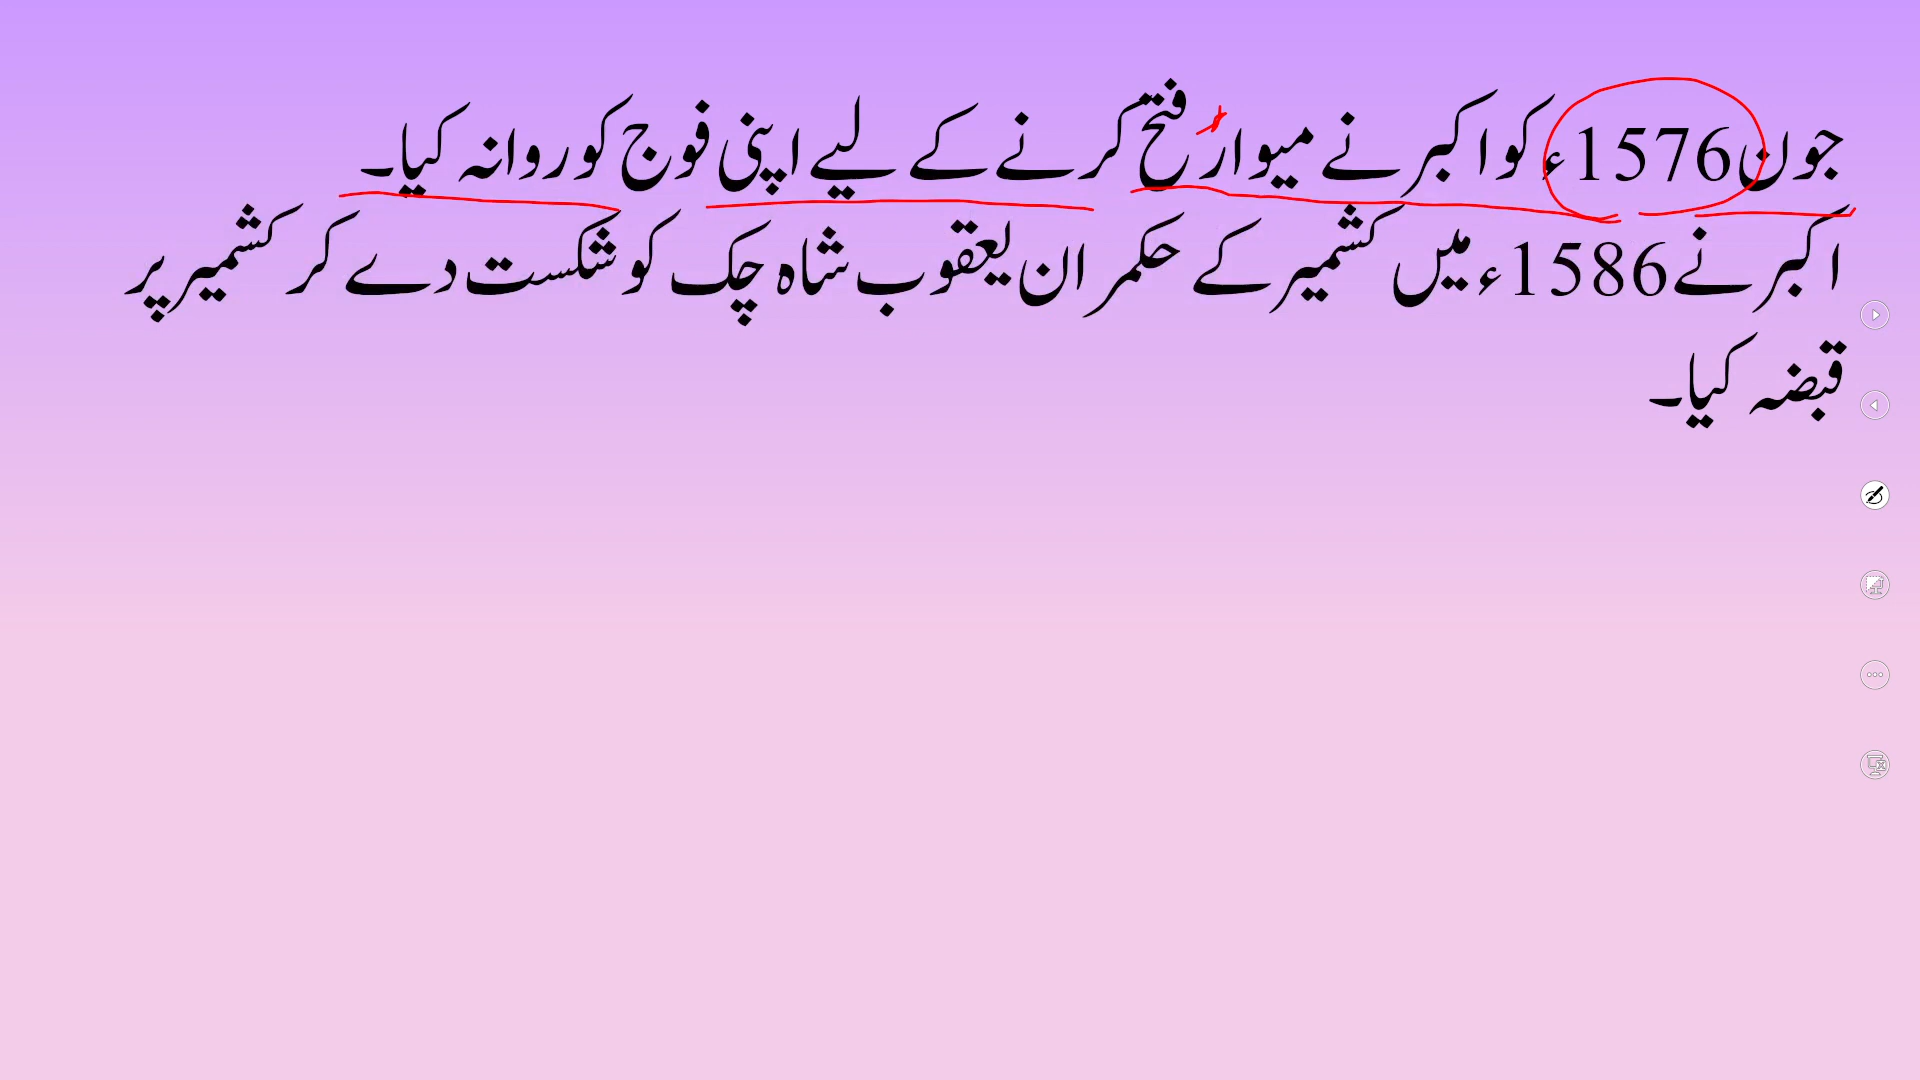 جون 1576ء کو اکبر نے میوار فتح کرنے کے لیے اپنی فوج کو روانہ کیا۔
اکبر نے 1586ء میں کشمیر کے حکمران یعقوب شاہ چک کو شکست دے کر کشمیر پر
قبضہ کیا۔